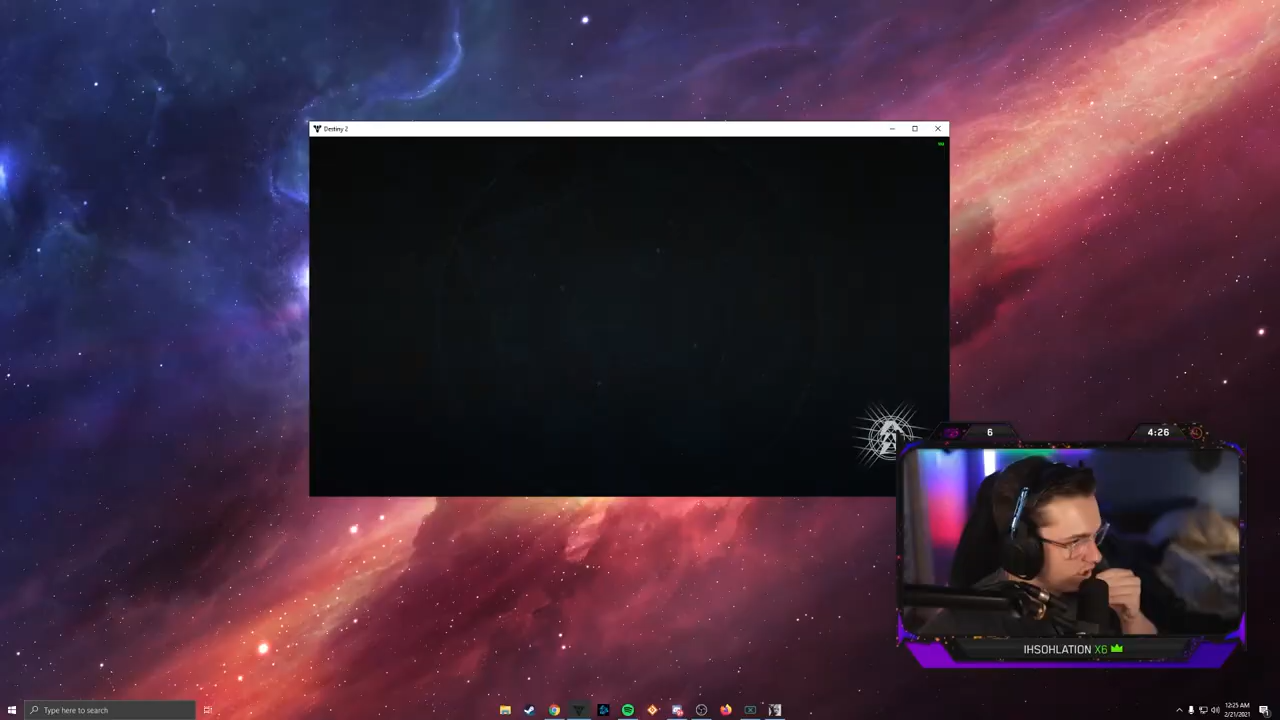 Destiny 2
6
4:26
IHSOHLATION X6
Type here to search
12:25 AM
2/21/2021